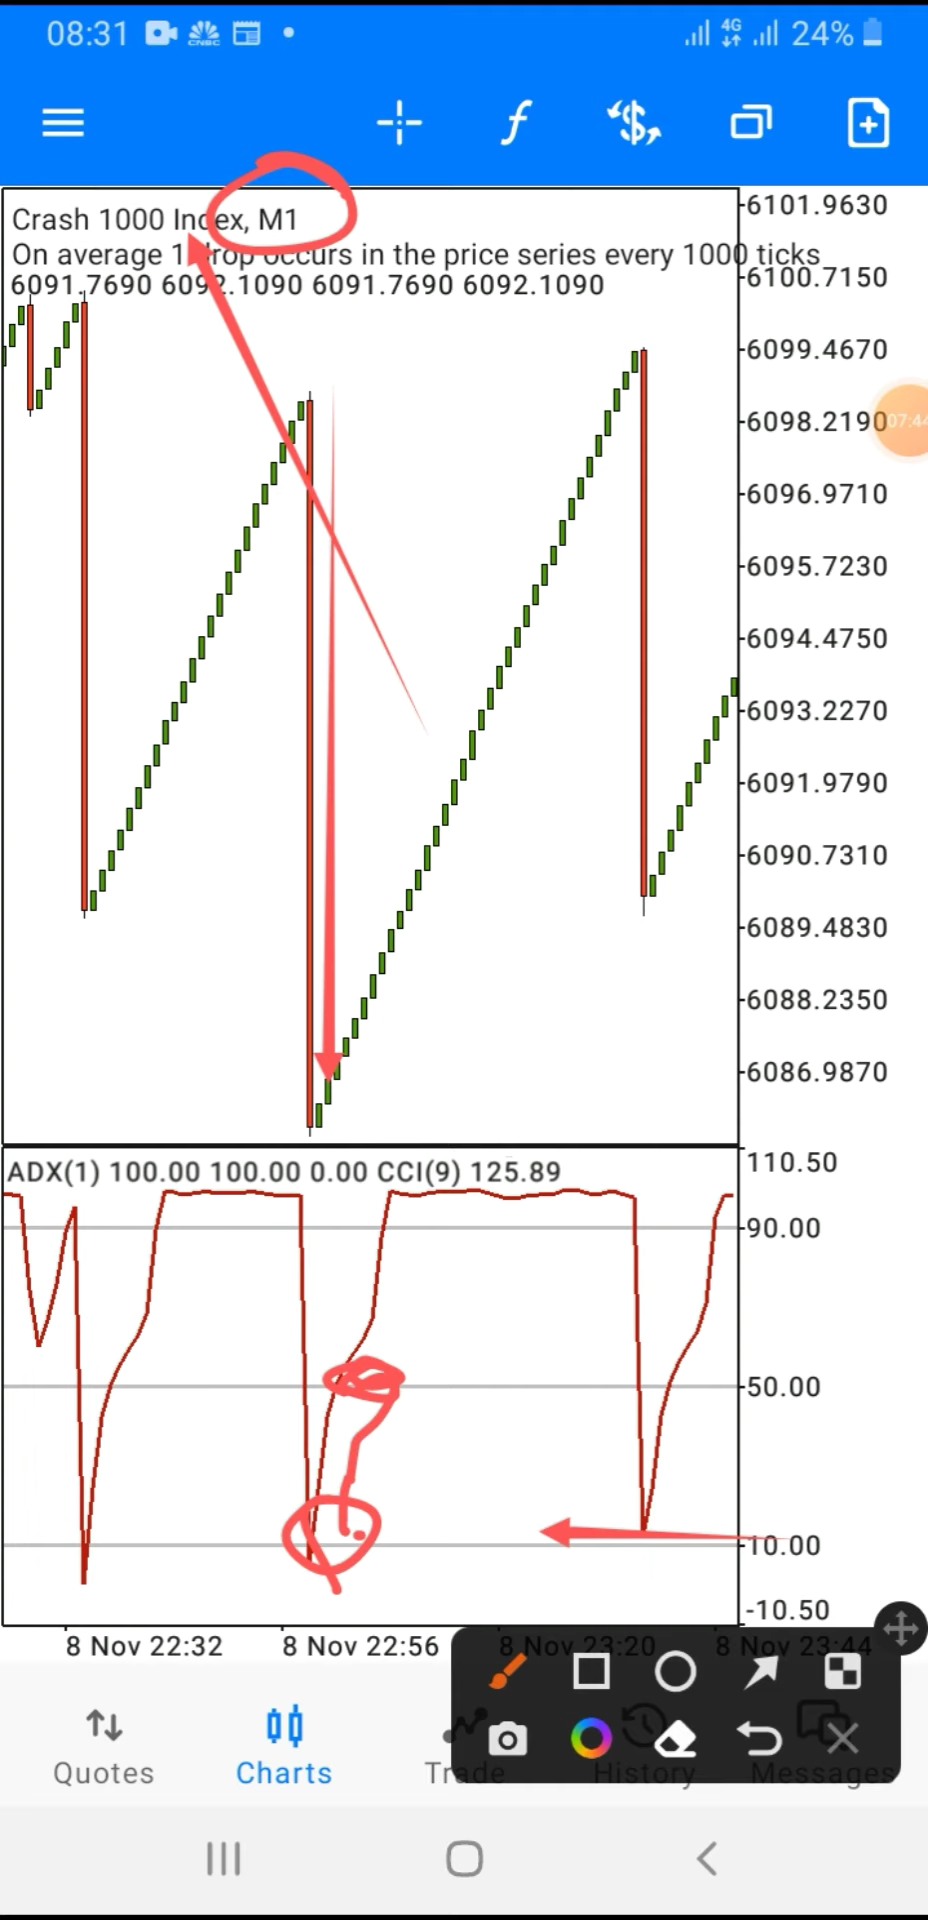 08:31 CNBC 4G 24%
Crash 1000 Index, M1
On average 1 drop occurs in the price series every 1000 ticks
6091.7690 6092.1090 6091.7690 6092.1090
6101.9630
6100.7150
6099.4670
6098.2190
07:44
6096.9710
6095.7230
6094.4750
6093.2270
6091.9790
6090.7310
6089.4830
6088.2350
6086.9870
ADX(1) 100.00 100.00 0.00 CCI(9) 125.89
110.50
90.00
50.00
10.00
-10.50
8 Nov 22:32 8 Nov 22:56 8 Nov 23:20 8 Nov 23:44
Quotes Charts Trade History Messages